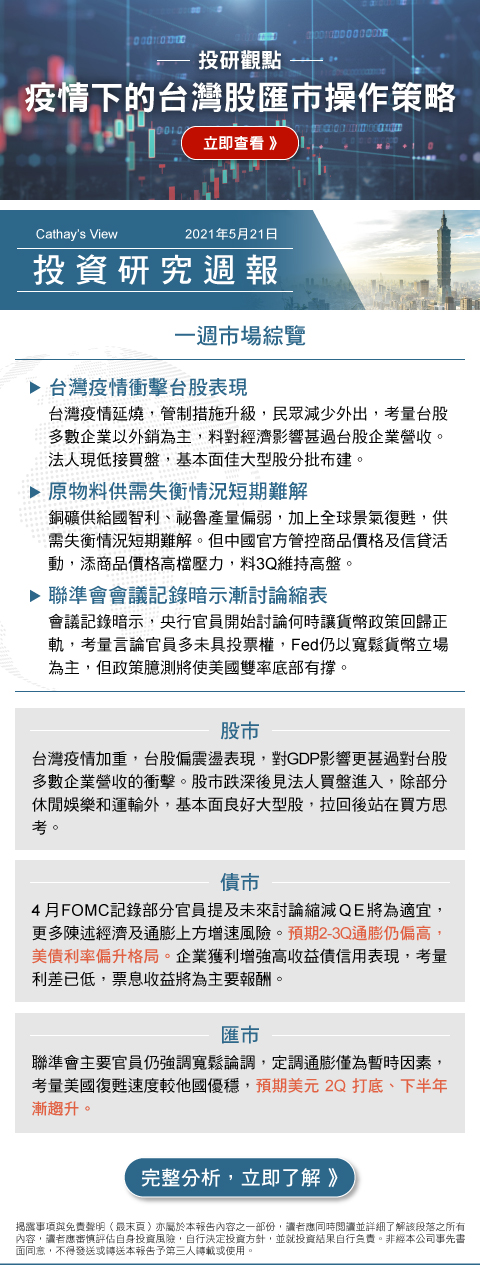 投研觀點
疫情下的台灣股匯市操作策略
立即查看 》
Cathay's View 2021年5月21日
投資研究週報
一週市場綜覽
台灣疫情衝擊台股表現
台灣疫情延燒，管制措施升級，民眾減少外出，考量台股
多數企業以外銷為主，料對經濟影響甚過台股企業營收。
法人現低接買盤，基本面佳大型股分批布建。
原物料供需失衡情況短期難解
銅礦供給國智利、祕魯產量偏弱，加上全球景氣復甦，供
需失衡情況短期難解。但中國官方管控商品價格及信貸活
動，添商品價格高檔壓力，料3Q維持高盤。
聯準會會議記錄暗示漸討論縮表
會議記錄暗示，央行官員開始討論何時讓貨幣政策回歸正
軌，考量言論官員多未具投票權，Fed仍以寬鬆貨幣立場
為主，但政策臆測將使美國雙率底部有撐。
股市
台灣疫情加重，台股偏震盪表現，對GDP影響更甚過對台股
多數企業營收的衝擊。股市跌深後見法人買盤進入，除部分
休閒娛樂和運輸外，基本面良好大型股，拉回後站在買方思
考。
債市
4 月FOMC記錄部分官員提及未來討論縮減ＱＥ將為適宜，
更多陳述經濟及通膨上方增速風險。預期2-3Q通膨仍偏高，
美債利率偏升格局。企業獲利增強高收益債信用表現，考量
利差已低，票息收益將為主要報酬。
匯市
聯準會主要官員仍強調寬鬆論調，定調通膨僅為暫時因素，
考量美國復甦速度較他國優穩，預期美元 2Q 打底、下半年
漸趨升。
完整分析，立即了解 》
揭露事項與免責聲明（最末頁）亦屬於本報告內容之一部份，讀者應同時閱讀並詳細了解該段落之所有
內容，讀者應審慎評估自身投資風險，自行決定投資方針，並就投資結果自行負責。非經本公司事先書
面同意，不得發送或轉送本報告予第三人轉載或使用。